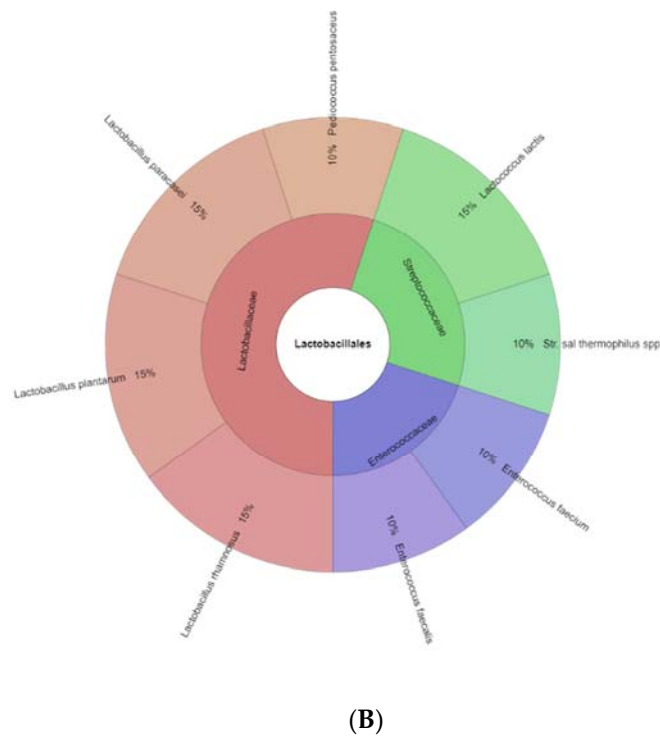 10% Pediococcus pentosaceus
Lactobacillus paracasei 15%
15% Lactococcus lactis
Streptococcaceae
Lactobacillaceae
Lactobacillales
10% Str. sal thermophilus spp
Lactobacillus plantarum 15%
Enterococcaceae
10% Enterococcus faecium
Lactobacillus rhamnosus 15%
10% Enterococcus faecalis
(B)